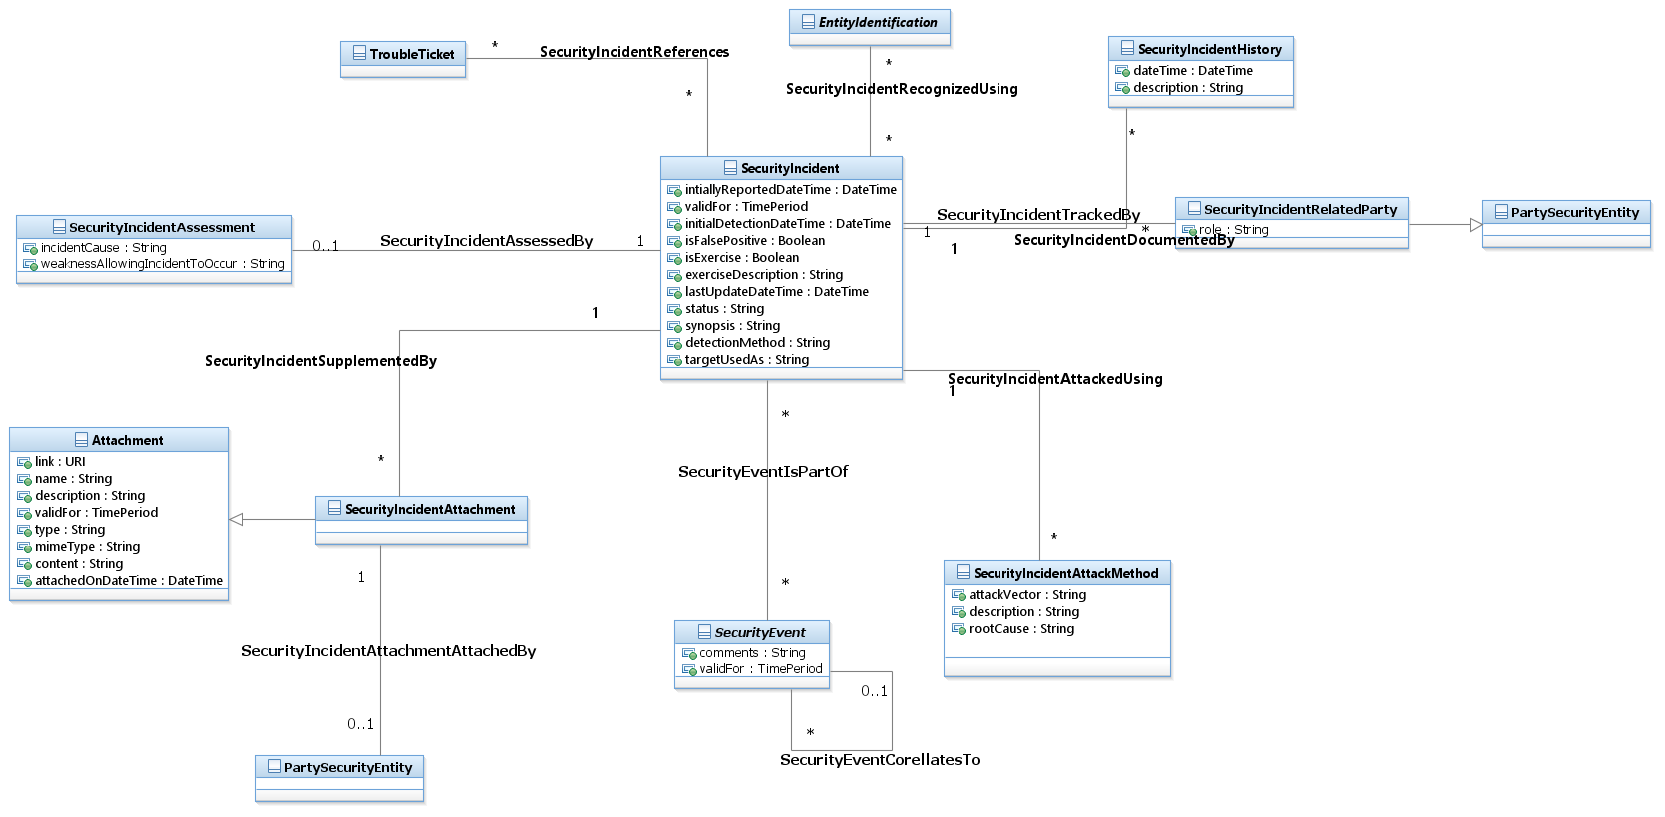 EntityIdentification
*
SecurityIncidentRecognizedUsing
*
TroubleTicket
*
SecurityIncidentReferences
*
SecurityIncidentHistory
dateTime : DateTime
description : String
*
SecurityIncident
intiallyReportedDateTime : DateTime
validFor : TimePeriod
initialDetectionDateTime : DateTime
isFalsePositive : Boolean
isExercise : Boolean
exerciseDescription : String
lastUpdateDateTime : DateTime
status : String
synopsis : String
detectionMethod : String
targetUsedAs : String
SecurityIncidentTrackedBy
1
*
SecurityIncidentDocumentedBy
1
SecurityIncidentRelatedParty
role : String
PartySecurityEntity
SecurityIncidentAssessment
incidentCause : String
weaknessAllowingIncidentToOccur : String
0..1
SecurityIncidentAssessedBy
1
1
SecurityIncidentSupplementedBy
*
SecurityIncidentAttackedUsing
1
*
SecurityEventIsPartOf
*
*
Attachment
link : URI
name : String
description : String
validFor : TimePeriod
type : String
mimeType : String
content : String
attachedOnDateTime : DateTime
SecurityIncidentAttachment
1
SecurityIncidentAttachmentAttachedBy
0..1
PartySecurityEntity
SecurityIncidentAttackMethod
attackVector : String
description : String
rootCause : String
SecurityEvent
comments : String
validFor : TimePeriod
0..1
*
SecurityEventCorellatesTo